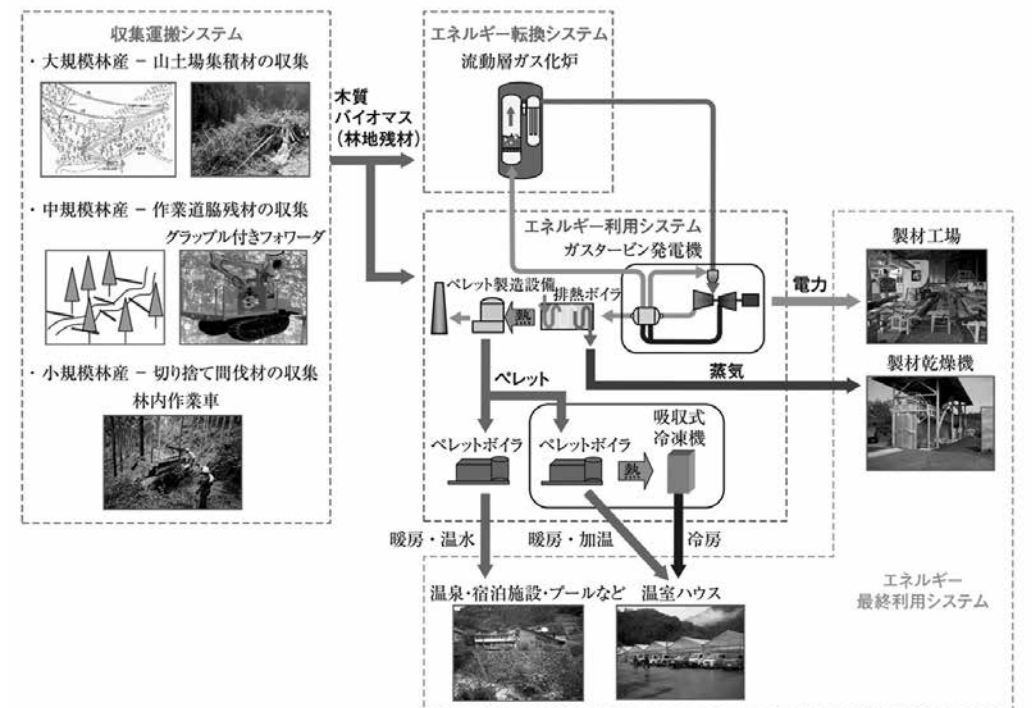 収集運搬システム
・大規模林産 − 山土場集積材の収集
・中規模林産 − 作業道脇残材の収集
グラップル付きフォワーダ
・小規模林産 − 切り捨て間伐材の収集
林内作業車
木質
バイオマス
(林地残材)
エネルギー転換システム
流動層ガス化炉
エネルギー利用システム
ガスタービン発電機
ペレット製造設備
排熱ボイラ
熱
電力
蒸気
ペレット
ペレットボイラ
ペレットボイラ
熱
吸収式
冷凍機
暖房・温水
暖房・加温
冷房
製材工場
製材乾燥機
温泉・宿泊施設・プールなど
温室ハウス
エネルギー
最終利用システム